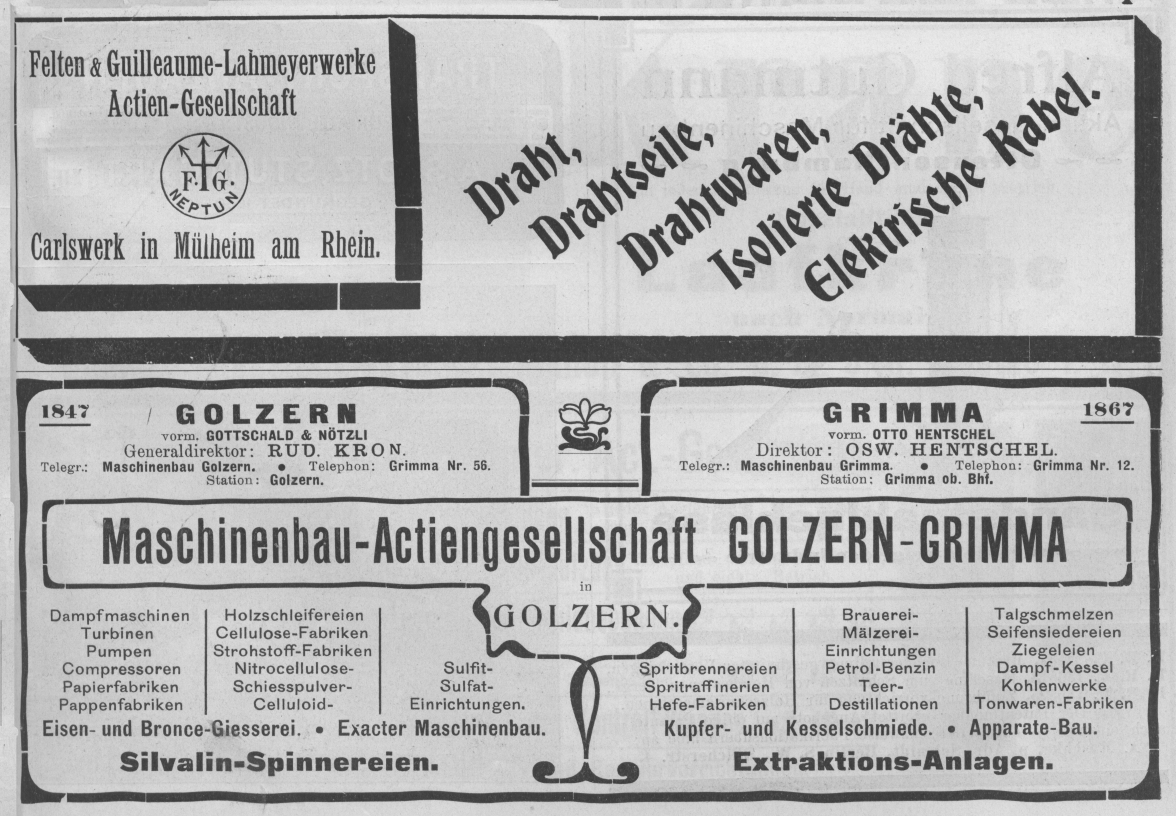 Felten & Guilleaume-Lahmeyerwerke
Actien-Gesellschaft
F. G.
NEPTUN
Carlswerk in Mülheim am Rhein.
Draht,
Drahtseile,
Drahtwaren,
Isolierte Drähte,
Elektrische Kabel.
1847
GOLZERN
vorm. GOTTSCHALD & NÖTZLI
Generaldirektor: RUD. KRON.
Telegr.: Maschinenbau Golzern. • Telephon: Grimma Nr. 56.
Station: Golzern.
GRIMMA
1867
vorm. OTTO HENTSCHEL
Direktor: OSW. HENTSCHEL.
Telegr.: Maschinenbau Grimma. • Telephon: Grimma Nr. 12.
Station: Grimma ob. Bhf.
Maschinenbau-Actiengesellschaft GOLZERN-GRIMMA
in
GOLZERN.
Dampfmaschinen
Turbinen
Pumpen
Compressoren
Papierfabriken
Pappenfabriken
Holzschleifereien
Cellulose-Fabriken
Strohstoff-Fabriken
Nitrocellulose-
Schiesspulver-
Celluloid-
Sulfit-
Sulfat-
Einrichtungen.
Spritbrennereien
Spritraffinerien
Hefe-Fabriken
Brauerei-
Mälzerei-
Einrichtungen
Petrol-Benzin
Teer-
Destillationen
Talgschmelzen
Seifensiedereien
Ziegeleien
Dampf-Kessel
Kohlenwerke
Tonwaren-Fabriken
Eisen- und Bronce-Giesserei. • Exacter Maschinenbau.
Kupfer- und Kesselschmiede. • Apparate-Bau.
Silvalin-Spinnereien.
Extraktions-Anlagen.